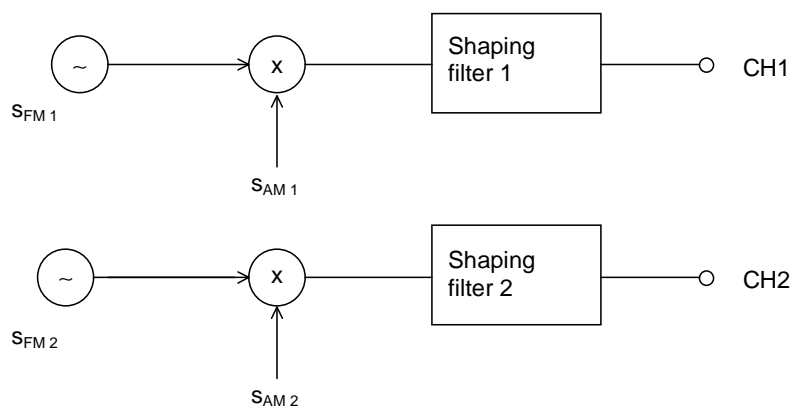 Shaping
filter 1
~
x
CH1
s_FM 1
s_AM 1
Shaping
filter 2
~
x
CH2
s_FM 2
s_AM 2